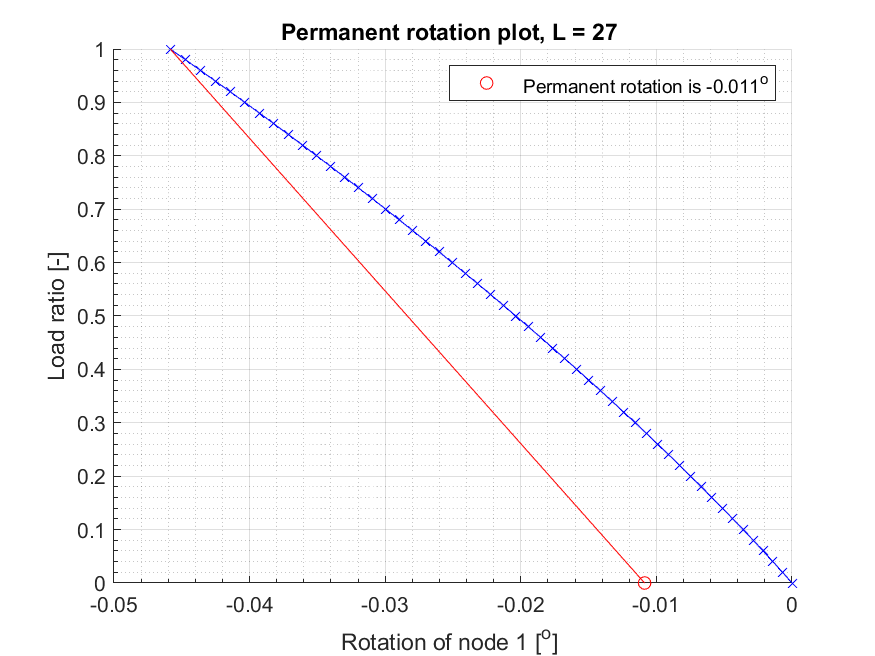 Permanent rotation plot, L = 27
Permanent rotation is -0.011°
Load ratio [-]
1
0.9
0.8
0.7
0.6
0.5
0.4
0.3
0.2
0.1
0
-0.05 -0.04 -0.03 -0.02 -0.01 0
Rotation of node 1 [°]